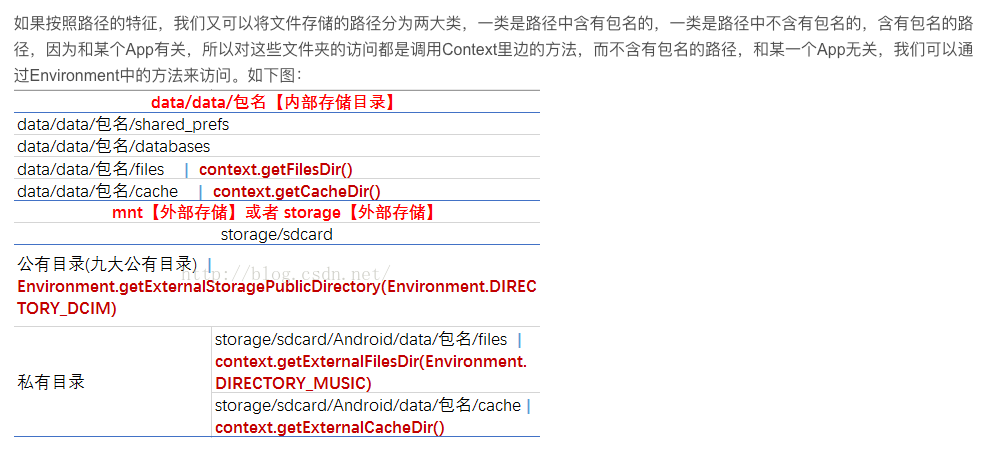 如果按照路径的特征，我们又可以将文件存储的路径分为两大类，一类是路径中含有包名的，一类是路径中不含有包名的，含有包名的路
径，因为和某个App有关，所以对这些文件夹的访问都是调用Context里边的方法，而不含有包名的路径，和某一个App无关，我们可以通
过Environment中的方法来访问。如下图：
data/data/包名【内部存储目录】
data/data/包名/shared_prefs
data/data/包名/databases
data/data/包名/files | context.getFilesDir()
data/data/包名/cache | context.getCacheDir()
mnt【外部存储】或者 storage【外部存储】
storage/sdcard
公有目录(九大公有目录) |
http://blog.csdn.net/
Environment.getExternalStoragePublicDirectory(Environment.DIREC
TORY_DCIM)
私有目录
storage/sdcard/Android/data/包名/files |
context.getExternalFilesDir(Environment.
DIRECTORY_MUSIC)
storage/sdcard/Android/data/包名/cache |
context.getExternalCacheDir()